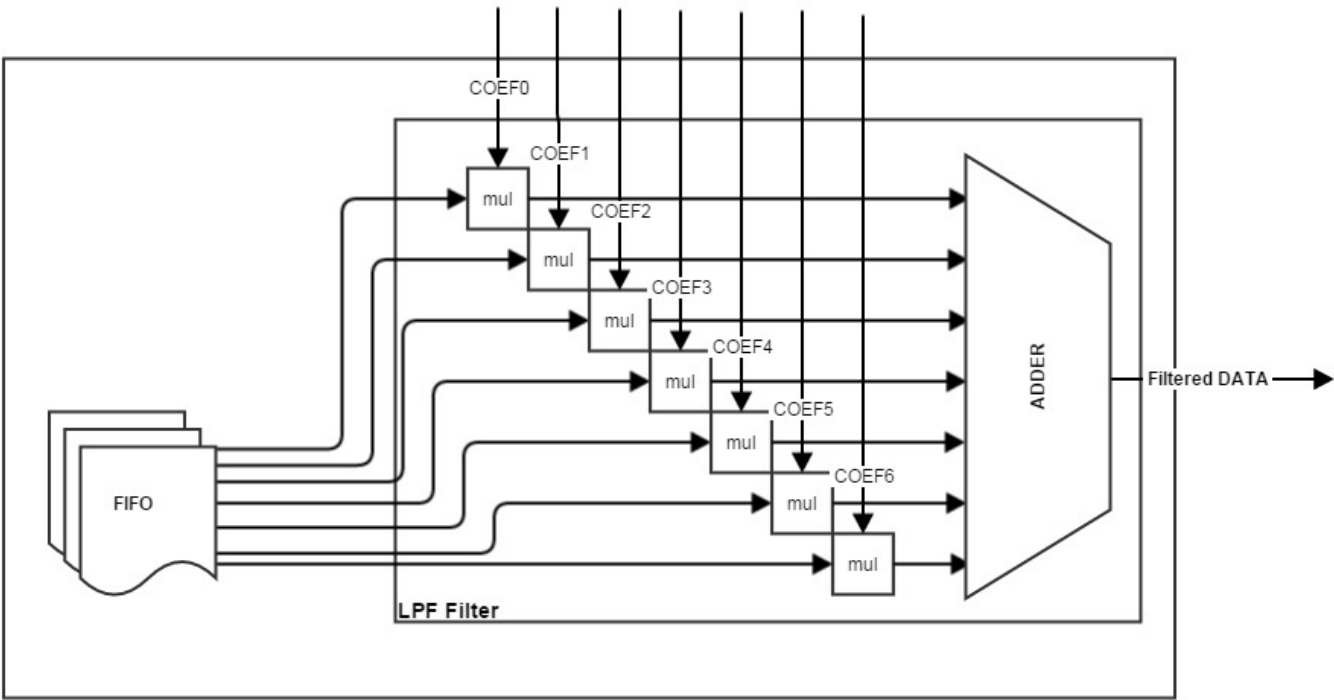 COEF0
COEF1
mul
COEF2
mul
COEF3
mul
COEF4
mul
ADDER
Filtered DATA
COEF5
mul
COEF6
FIFO
mul
mul
LPF Filter